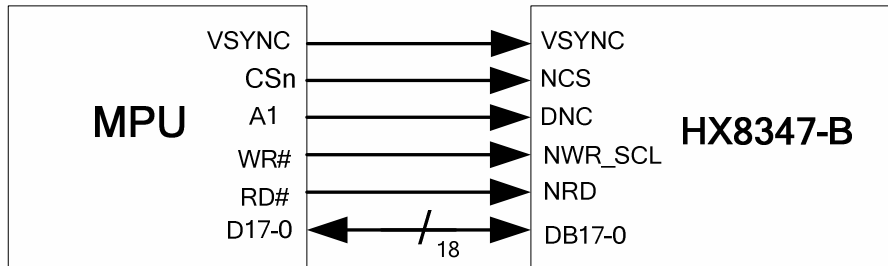 VSYNC VSYNC
CSn NCS
MPU A1 DNC HX8347-B
WR# NWR_SCL
RD# NRD
D17-0 18 DB17-0